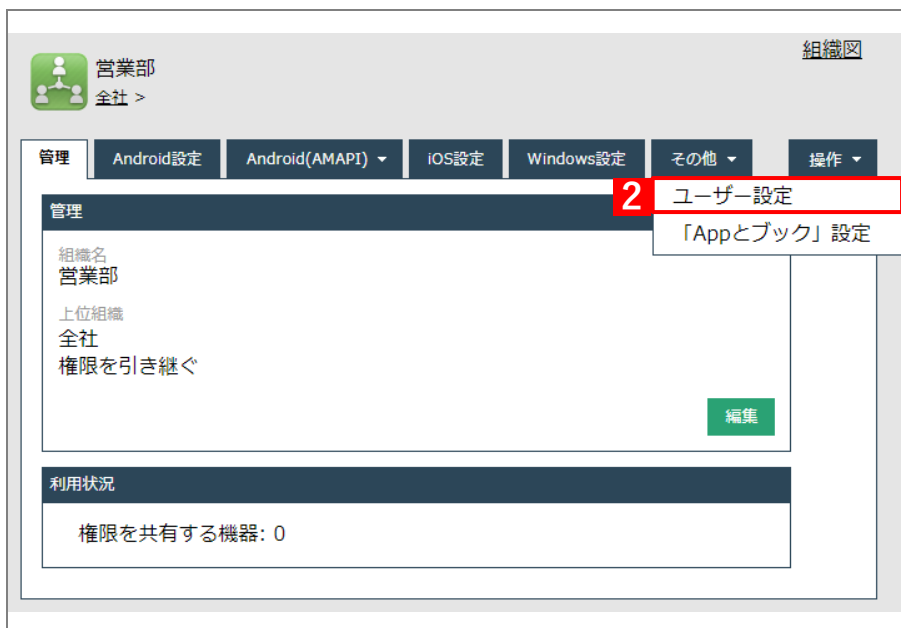 組織図
営業部
全社 >
管理 Android設定 Android(AMAPI) iOS設定 Windows設定 その他 操作
2 ユーザー設定
「Appとブック」設定
管理
組織名
営業部
上位組織
全社
権限を引き継ぐ
編集
利用状況
権限を共有する機器: 0